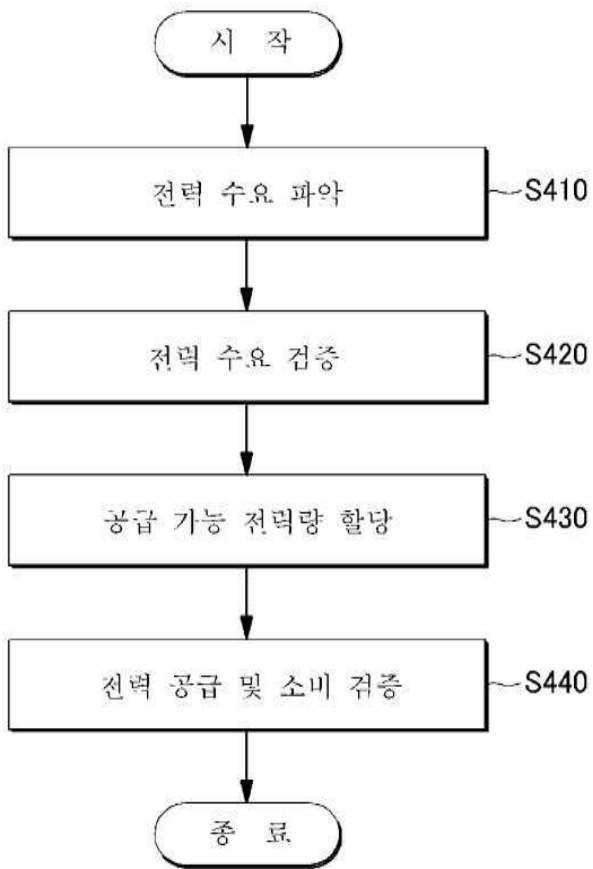 시 작
전력 수요 파악
S410
전력 수요 검증
S420
공급 가능 전력량 할당
S430
전력 공급 및 소비 검증
S440
종 료